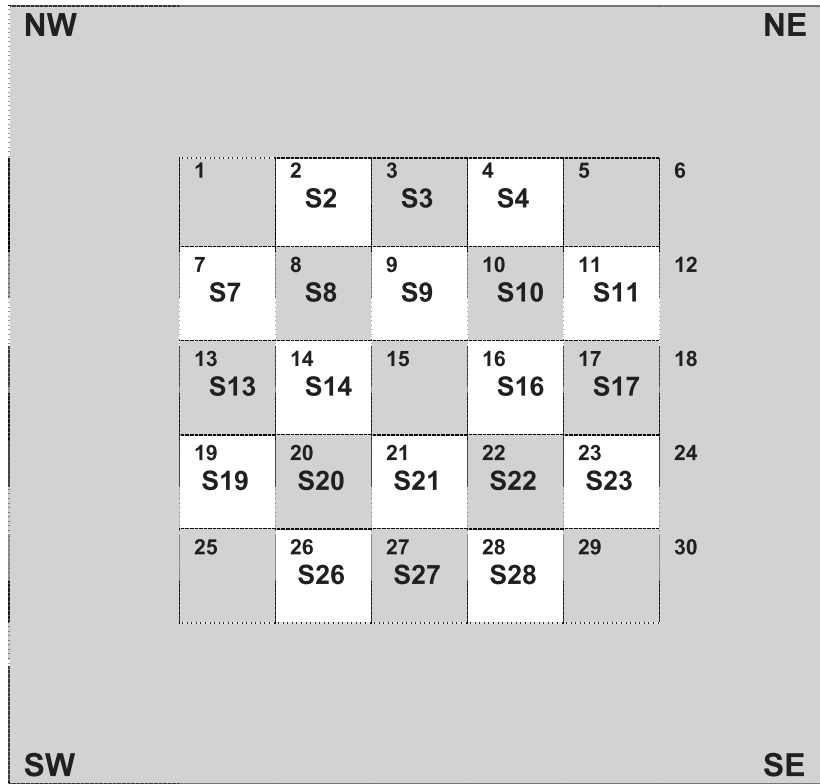 NW NE
1 2 3 4 5 6
S2 S3 S4
7 8 9 10 11 12
S7 S8 S9 S10 S11
13 14 15 16 17 18
S13 S14 S16 S17
19 20 21 22 23 24
S19 S20 S21 S22 S23
25 26 27 28 29 30
S26 S27 S28
SW SE